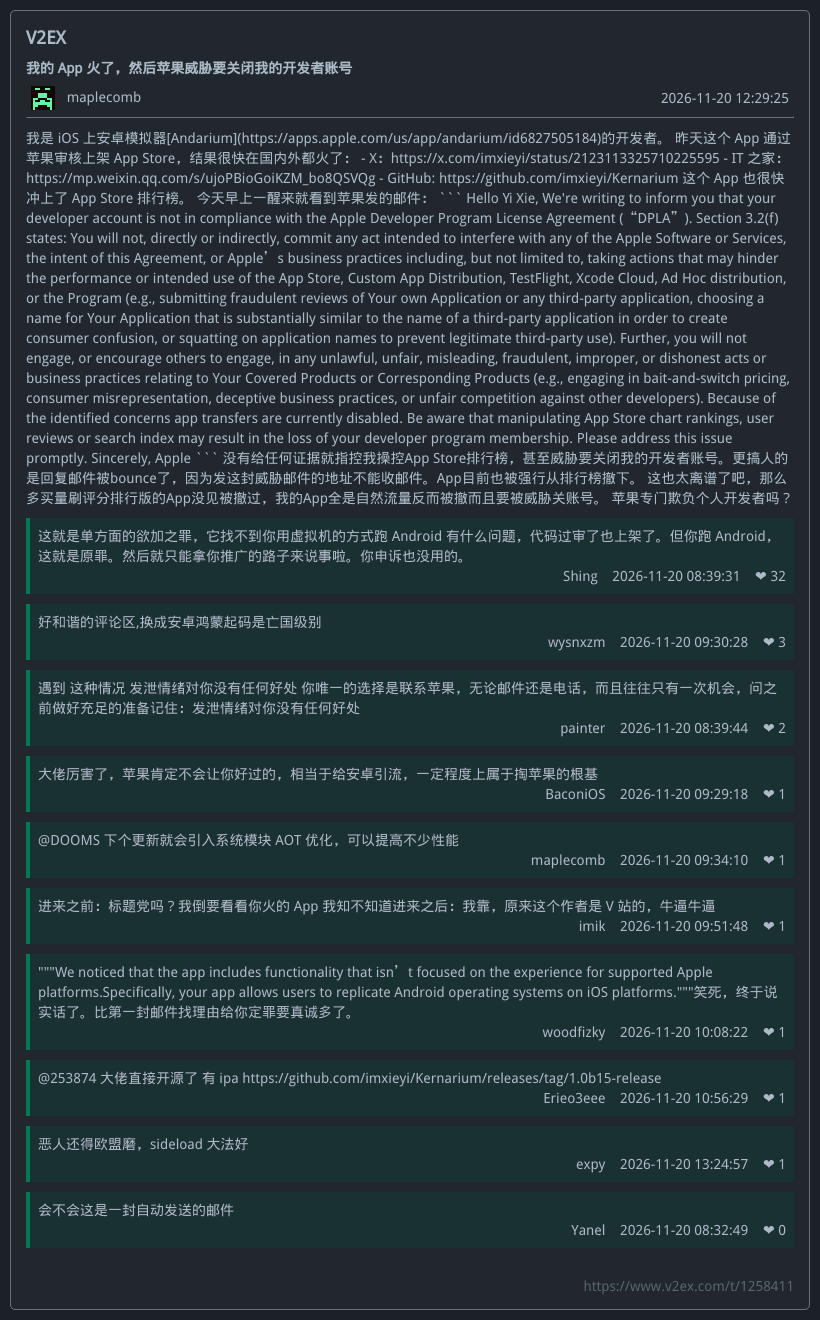 V2EX
我的 App 火了，然后苹果威胁要关闭我的开发者账号
maplecomb
2026-11-20 12:29:25
我是 iOS 上安卓模拟器[Andarium](https://apps.apple.com/us/app/andarium/id6827505184)的开发者。 昨天这个 App 通过
苹果审核上架 App Store，结果很快在国内外都火了： - X：https://x.com/imxieyi/status/2123113325710225595 - IT 之家：
https://mp.weixin.qq.com/s/ujoPBioGoiKZM_bo8QSVQg - GitHub: https://github.com/imxieyi/Kernarium 这个 App 也很快
冲上了 App Store 排行榜。 今天早上一醒来就看到苹果发的邮件： ``` Hello Yi Xie, We're writing to inform you that your
developer account is not in compliance with the Apple Developer Program License Agreement (“DPLA”). Section 3.2(f)
states: You will not, directly or indirectly, commit any act intended to interfere with any of the Apple Software or Services,
the intent of this Agreement, or Apple’s business practices including, but not limited to, taking actions that may hinder
the performance or intended use of the App Store, Custom App Distribution, TestFlight, Xcode Cloud, Ad Hoc distribution,
or the Program (e.g., submitting fraudulent reviews of Your own Application or any third-party application, choosing a
name for Your Application that is substantially similar to the name of a third-party application in order to create
consumer confusion, or squatting on application names to prevent legitimate third-party use). Further, you will not
engage, or encourage others to engage, in any unlawful, unfair, misleading, fraudulent, improper, or dishonest acts or
business practices relating to Your Covered Products or Corresponding Products (e.g., engaging in bait-and-switch pricing,
consumer misrepresentation, deceptive business practices, or unfair competition against other developers). Because of
the identified concerns app transfers are currently disabled. Be aware that manipulating App Store chart rankings, user
reviews or search index may result in the loss of your developer program membership. Please address this issue
promptly. Sincerely, Apple ``` 没有给任何证据就指控我操控App Store排行榜，甚至威胁要关闭我的开发者账号。更搞人的
是回复邮件被bounce了，因为发这封威胁邮件的地址不能收邮件。App目前也被强行从排行榜撤下。 这也太离谱了吧，那么
多买量刷评分排行版的App没见被撤过，我的App全是自然流量反而被撤而且要被威胁关账号。 苹果专门欺负个人开发者吗？
这就是单方面的欲加之罪，它找不到你用虚拟机的方式跑 Android 有什么问题，代码过审了也上架了。但你跑 Android，
这就是原罪。然后就只能拿你推广的路子来说事啦。你申诉也没用的。
Shing 2026-11-20 08:39:31 ❤ 32
好和谐的评论区,换成安卓鸿蒙起码是亡国级别
wysnxzm 2026-11-20 09:30:28 ❤ 3
遇到 这种情况 发泄情绪对你没有任何好处 你唯一的选择是联系苹果，无论邮件还是电话，而且往往只有一次机会，问之
前做好充足的准备记住：发泄情绪对你没有任何好处
painter 2026-11-20 08:39:44 ❤ 2
大佬厉害了，苹果肯定不会让你好过的，相当于给安卓引流，一定程度上属于掏苹果的根基
BaconiOS 2026-11-20 09:29:18 ❤ 1
@DOOMS 下个更新就会引入系统模块 AOT 优化，可以提高不少性能
maplecomb 2026-11-20 09:34:10 ❤ 1
进来之前：标题党吗？我倒要看看你火的 App 我知不知道进来之后：我靠，原来这个作者是 V 站的，牛逼牛逼
imik 2026-11-20 09:51:48 ❤ 1
"""We noticed that the app includes functionality that isn’t focused on the experience for supported Apple
platforms.Specifically, your app allows users to replicate Android operating systems on iOS platforms."""笑死，终于说
实话了。比第一封邮件找理由给你定罪要真诚多了。
woodfizky 2026-11-20 10:08:22 ❤ 1
@253874 大佬直接开源了 有 ipa https://github.com/imxieyi/Kernarium/releases/tag/1.0b15-release
Erieo3eee 2026-11-20 10:56:29 ❤ 1
恶人还得欧盟磨，sideload 大法好
expy 2026-11-20 13:24:57 ❤ 1
会不会这是一封自动发送的邮件
Yanel 2026-11-20 08:32:49 ❤ 0
https://www.v2ex.com/t/1258411